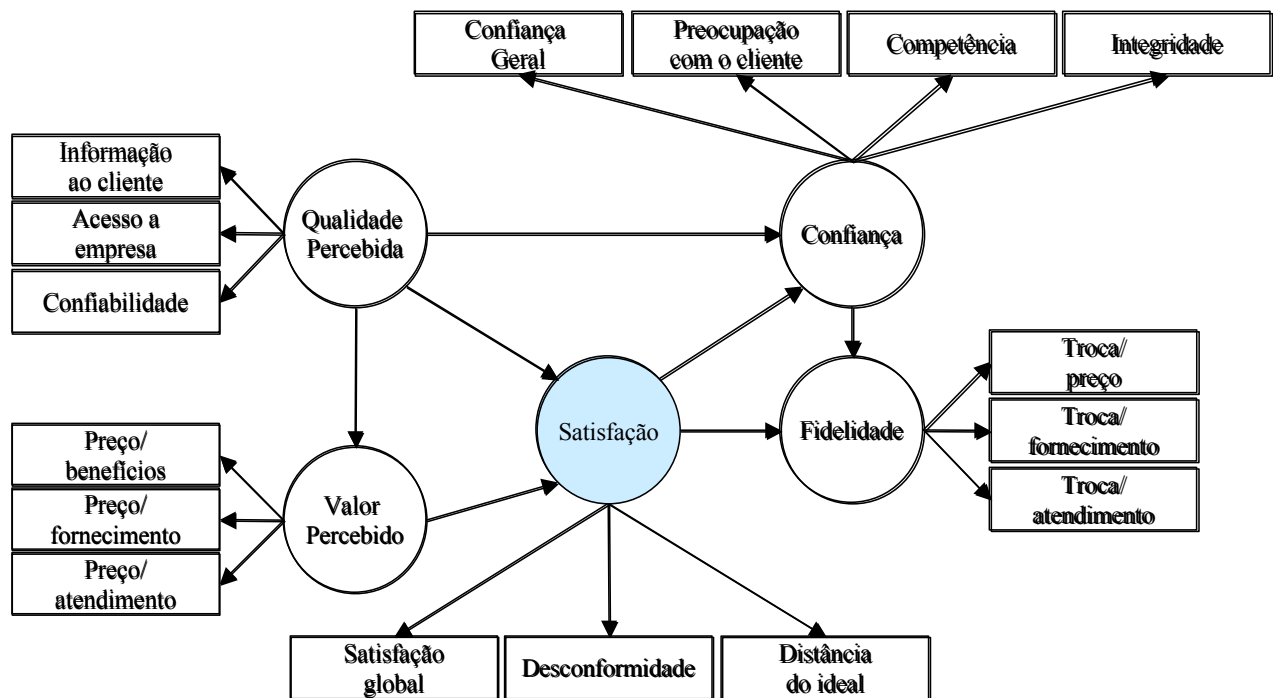 Confiança
Geral
Preocupação
com o cliente
Competência
Integridade
Informação
ao cliente
Acesso a
empresa
Confiabilidade
Qualidade
Percebida
Confiança
Satisfação
Fidelidade
Troca/
preço
Troca/
fornecimento
Troca/
atendimento
Preço/
benefícios
Preço/
fornecimento
Preço/
atendimento
Valor
Percebido
Satisfação
global
Desconformidade
Distância
do ideal